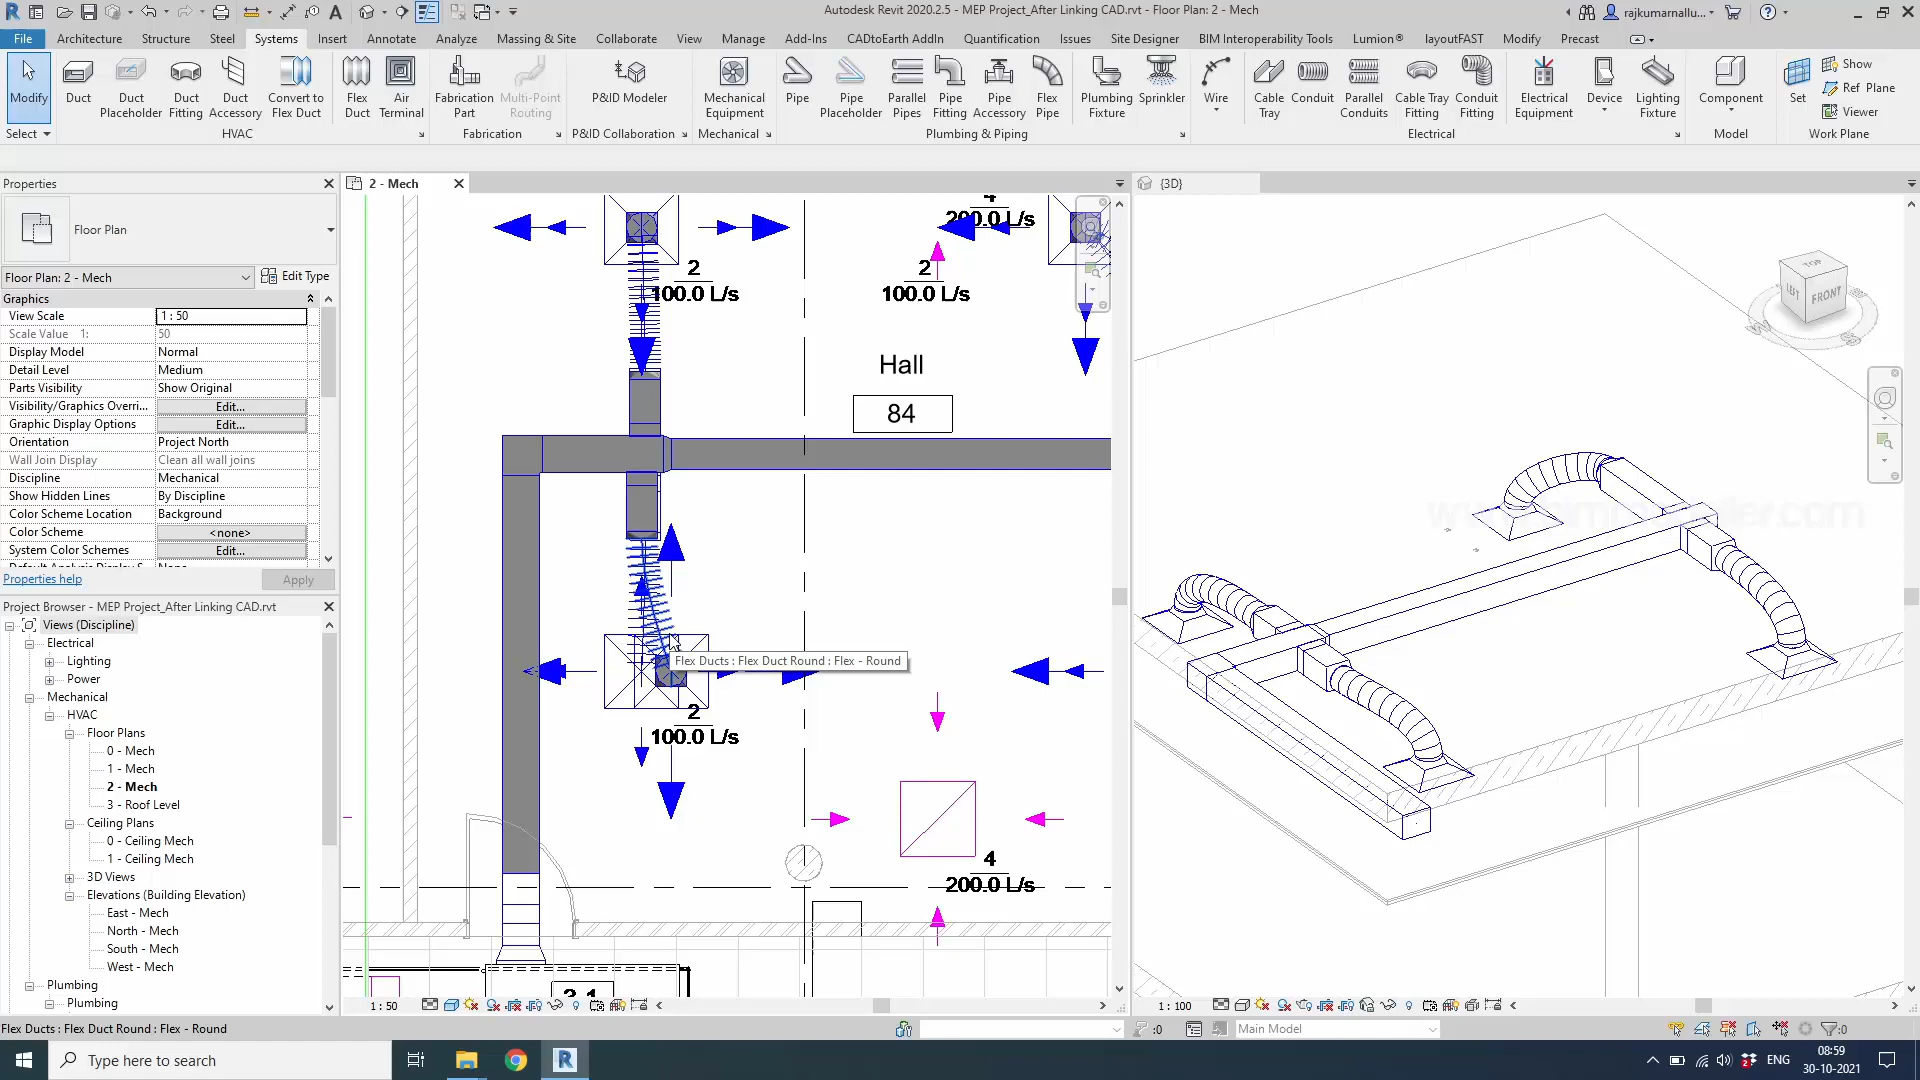 Autodesk Revit 2020.2.5 - MEP Project_After Linking CAD.rvt - Floor Plan: 2 - Mech
rajkumarnallu...
File Architecture Structure Steel Systems Insert Annotate Analyze Massing & Site Collaborate View Manage Add-Ins CADtoEarth AddIn Quantification Issues Site Designer BIM Interoperability Tools Lumion® layoutFAST Modify Precast
Modify Duct Duct Placeholder Duct Fitting Duct Accessory Convert to Flex Duct Flex Duct Air Terminal Fabrication Part Multi-Point Routing P&ID Modeler Mechanical Equipment Pipe Pipe Placeholder Parallel Pipes Pipe Fitting Pipe Accessory Flex Pipe Plumbing Fixture Sprinkler Wire Cable Tray Conduit Parallel Conduits Cable Tray Fitting Conduit Fitting Electrical Equipment Device Lighting Fixture Component Set Show Ref Plane Viewer
Select HVAC Fabrication P&ID Collaboration Mechanical Plumbing & Piping Electrical Model Work Plane
Properties
Floor Plan
Floor Plan: 2 - Mech Edit Type
Graphics
View Scale 1 : 50
Scale Value 1: 50
Display Model Normal
Detail Level Medium
Parts Visibility Show Original
Visibility/Graphics Overri... Edit...
Graphic Display Options Edit...
Orientation Project North
Wall Join Display Clean all wall joins
Discipline Mechanical
Show Hidden Lines By Discipline
Color Scheme Location Background
Color Scheme <none>
System Color Schemes Edit...
Properties help Apply
Project Browser - MEP Project_After Linking CAD.rvt
Views (Discipline)
Electrical
Lighting
Power
Mechanical
HVAC
Floor Plans
0 - Mech
1 - Mech
2 - Mech
3 - Roof Level
Ceiling Plans
0 - Ceiling Mech
1 - Ceiling Mech
3D Views
Elevations (Building Elevation)
East - Mech
North - Mech
South - Mech
West - Mech
Plumbing
Plumbing
2 - Mech
4
200.0 L/s
2
100.0 L/s
2
100.0 L/s
Hall
84
Flex Ducts : Flex Duct Round : Flex - Round
2
100.0 L/s
4
200.0 L/s
1 : 50
{3D}
TOP
LEFT
FRONT
W
S
1 : 100
Flex Ducts : Flex Duct Round : Flex - Round
:0
Main Model
:0
Type here to search
ENG
08:59
30-10-2021